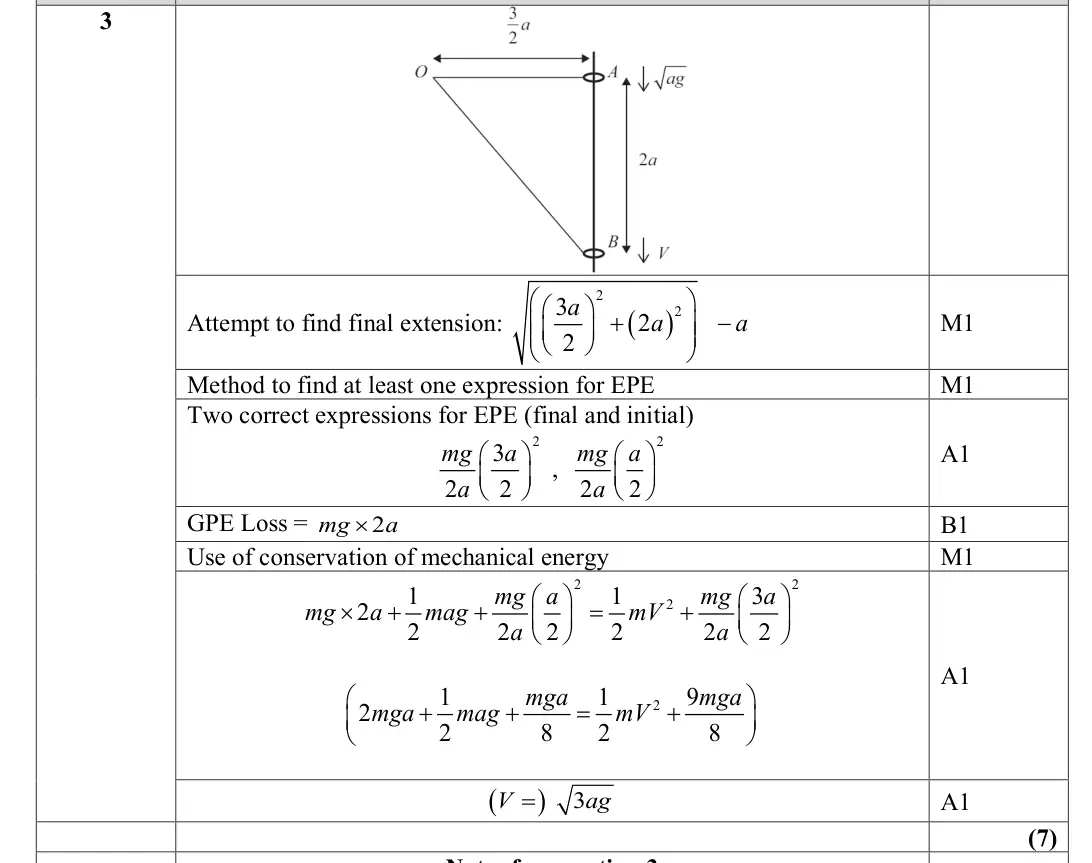 3
3/2 a
O A ↓ √ag
2a
B ↓ V
Attempt to find final extension: √((3a/2)² + (2a)²) − a M1
Method to find at least one expression for EPE M1
Two correct expressions for EPE (final and initial)
mg/2a (3a/2)² , mg/2a (a/2)² A1
GPE Loss = mg × 2a B1
Use of conservation of mechanical energy M1
mg × 2a + 1/2 mag + mg/2a (a/2)² = 1/2 mV² + mg/2a (3a/2)²
(2mga + 1/2 mag + mga/8 = 1/2 mV² + 9mga/8) A1
(V =) √3ag A1
(7)